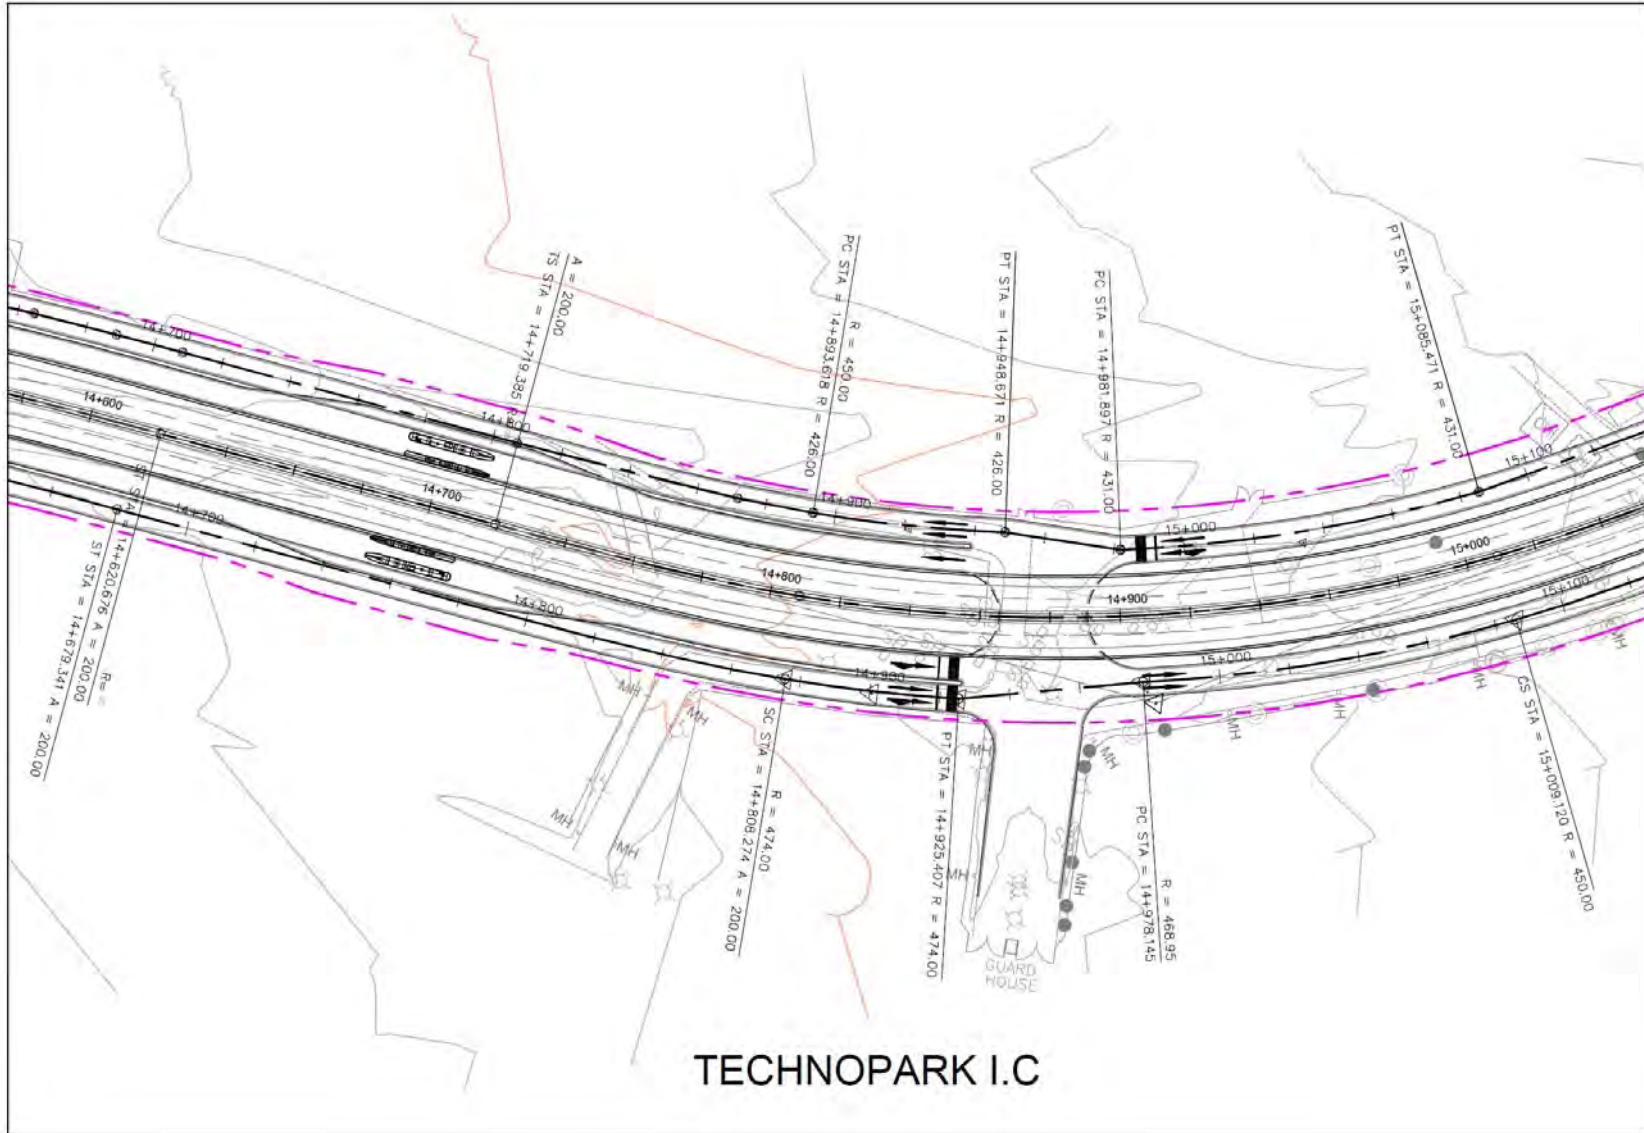 PT STA = 15+085.471 R = 431.00
PC STA = 14+893.618 R = 426.00
R = 450.00
PT STA = 14+948.671 R = 426.00
PC STA = 14+981.897 R = 431.00
A = 200.00
TS STA = 14+719.385
14+700
14+800
14+900
15+000
15+100
14+600
14+700
14+800
14+900
15+000
14+700
14+800
14+900
15+000
15+100
ST STA = 14+620.676 A = 200.00
R=
ST STA = 14+679.341 A = 200.00
R = 474.00
SC STA = 14+808.274 A = 200.00
PT STA = 14+925.407 R = 474.00
R = 468.95
PC STA = 14+978.145
CS STA = 15+009.120 R = 450.00
MH
MH
MH
MH
MH
MH
MH
MH
MH
MH
MH
MH
GUARD
HOUSE
TECHNOPARK I.C